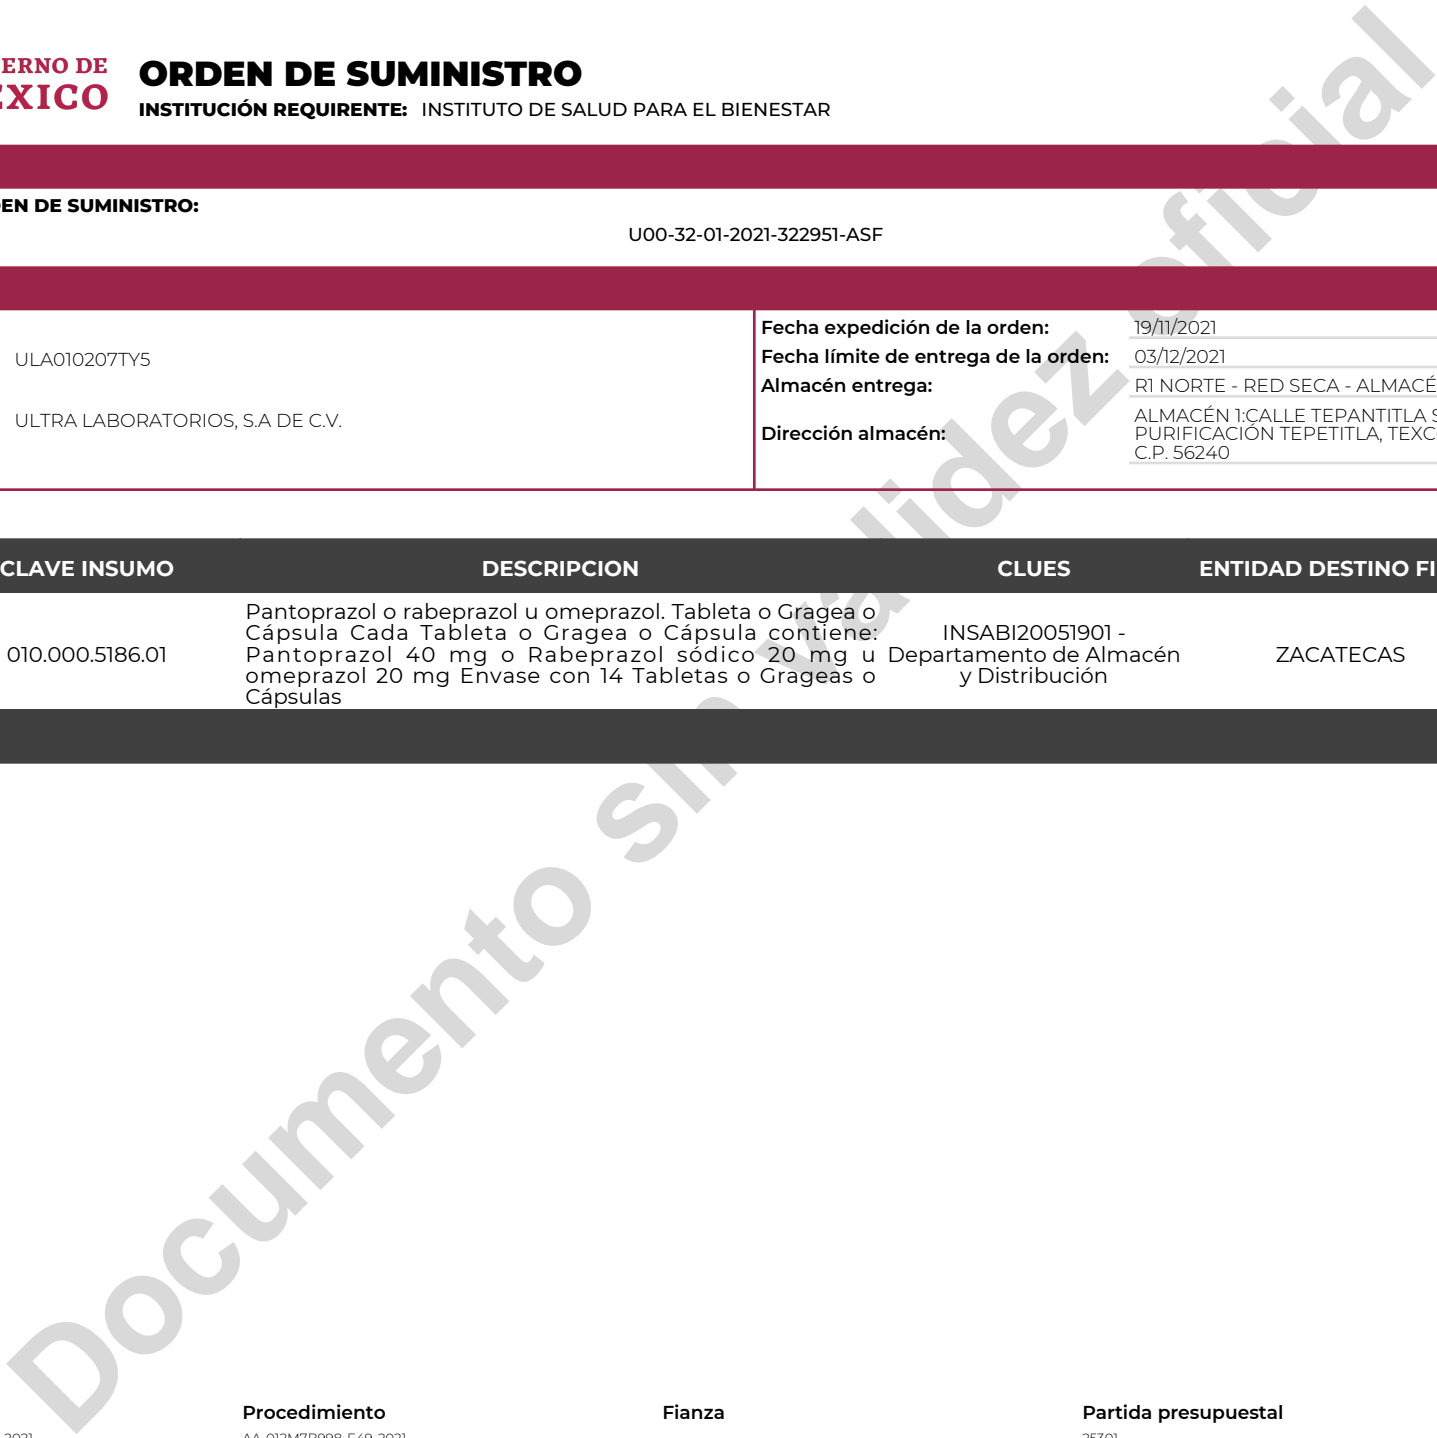 ERNO DE
EXICO
ORDEN DE SUMINISTRO
INSTITUCIÓN REQUIRENTE: INSTITUTO DE SALUD PARA EL BIENESTAR
EN DE SUMINISTRO:
U00-32-01-2021-322951-ASF
ULA010207TY5
ULTRA LABORATORIOS, S.A DE C.V.
Fecha expedición de la orden: 19/11/2021
Fecha límite de entrega de la orden: 03/12/2021
Almacén entrega: R1 NORTE - RED SECA - ALMACÉ
Dirección almacén: ALMACÉN 1:CALLE TEPANTITLA S
PURIFICACIÓN TEPETITLA, TEXC
C.P. 56240
CLAVE INSUMO DESCRIPCION CLUES ENTIDAD DESTINO FI
010.000.5186.01
Pantoprazol o rabeprazol u omeprazol. Tableta o Gragea o
Cápsula Cada Tableta o Gragea o Cápsula contiene:
Pantoprazol 40 mg o Rabeprazol sódico 20 mg u
omeprazol 20 mg Envase con 14 Tabletas o Grageas o
Cápsulas
INSABI20051901 -
Departamento de Almacén
y Distribución
ZACATECAS
Documento sin validez oficial
Procedimiento Fianza Partida presupuestal